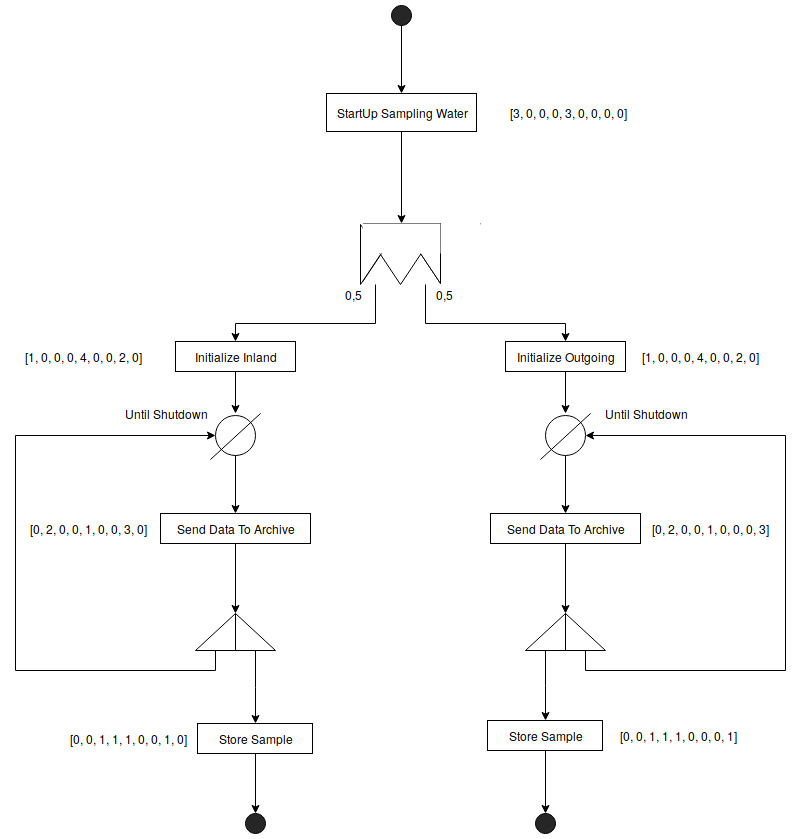 StartUp Sampling Water
[3, 0, 0, 0, 3, 0, 0, 0, 0]
0,5
0,5
[1, 0, 0, 0, 4, 0, 0, 2, 0]
Initialize Inland
Initialize Outgoing
[1, 0, 0, 0, 4, 0, 0, 2, 0]
Until Shutdown
Until Shutdown
[0, 2, 0, 0, 1, 0, 0, 3, 0]
Send Data To Archive
Send Data To Archive
[0, 2, 0, 0, 1, 0, 0, 0, 3]
[0, 0, 1, 1, 1, 0, 0, 1, 0]
Store Sample
Store Sample
[0, 0, 1, 1, 1, 0, 0, 0, 1]